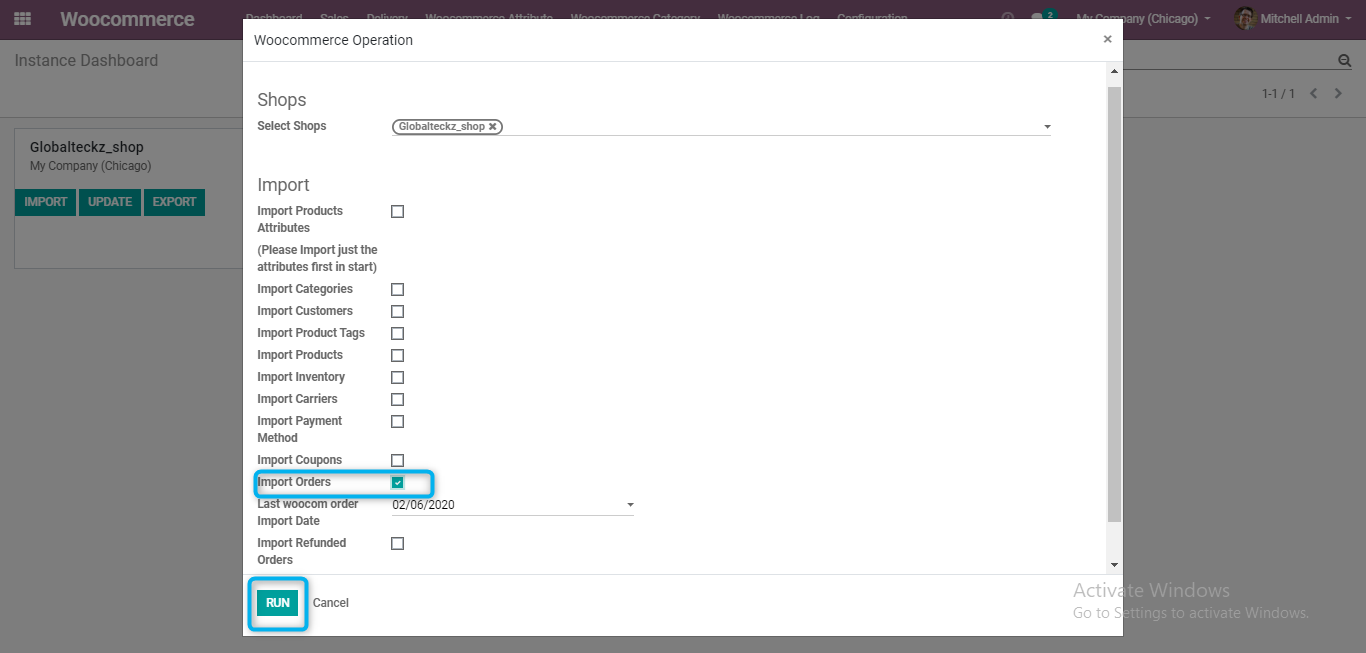 Woocommerce
Dashboard Sales Delivery Woocommerce Attribute Woocommerce Category Woocommerce Log Configuration
2
My Company (Chicago)
Mitchell Admin
Woocommerce Operation
×
Instance Dashboard
1-1 / 1
Globalteckz_shop
My Company (Chicago)
IMPORT UPDATE EXPORT
Shops
Select Shops Globalteckz_shop ×
Import
Import Products
Attributes
(Please Import just the
attributes first in start)
Import Categories
Import Customers
Import Product Tags
Import Products
Import Inventory
Import Carriers
Import Payment
Method
Import Coupons
Import Orders
Last woocom order
Import Date
02/06/2020
Import Refunded
Orders
RUN Cancel
Activate Windows
Go to Settings to activate Windows.